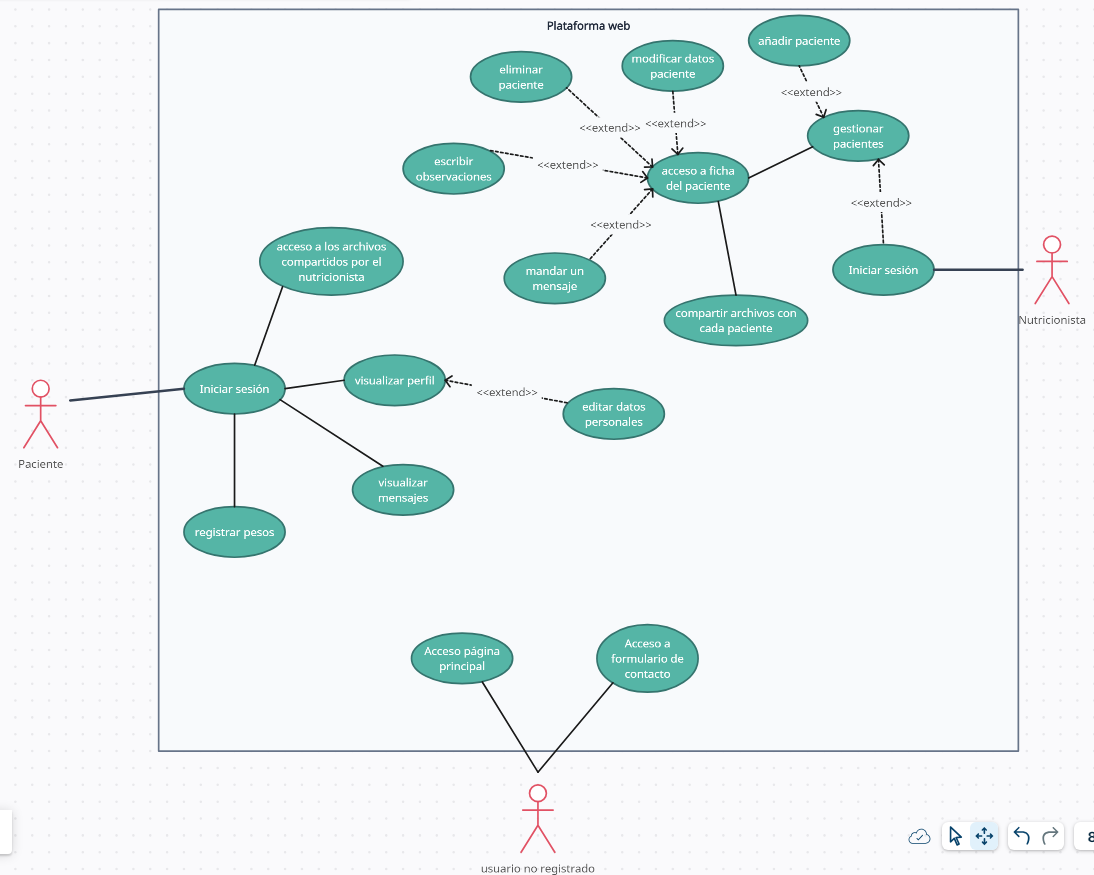 Plataforma web
añadir paciente
modificar datos
paciente
eliminar
paciente
<<extend>>
<<extend>>
<<extend>>
gestionar
pacientes
escribir
observaciones
<<extend>>
acceso a ficha
del paciente
<<extend>>
<<extend>>
acceso a los archivos
compartidos por el
nutricionista
mandar un
mensaje
Iniciar sesión
compartir archivos con
cada paciente
Nutricionista
Iniciar sesión
visualizar perfil
<<extend>>
editar datos
personales
Paciente
visualizar
mensajes
registrar pesos
Acceso página
principal
Acceso a
formulario de
contacto
usuario no registrado
8